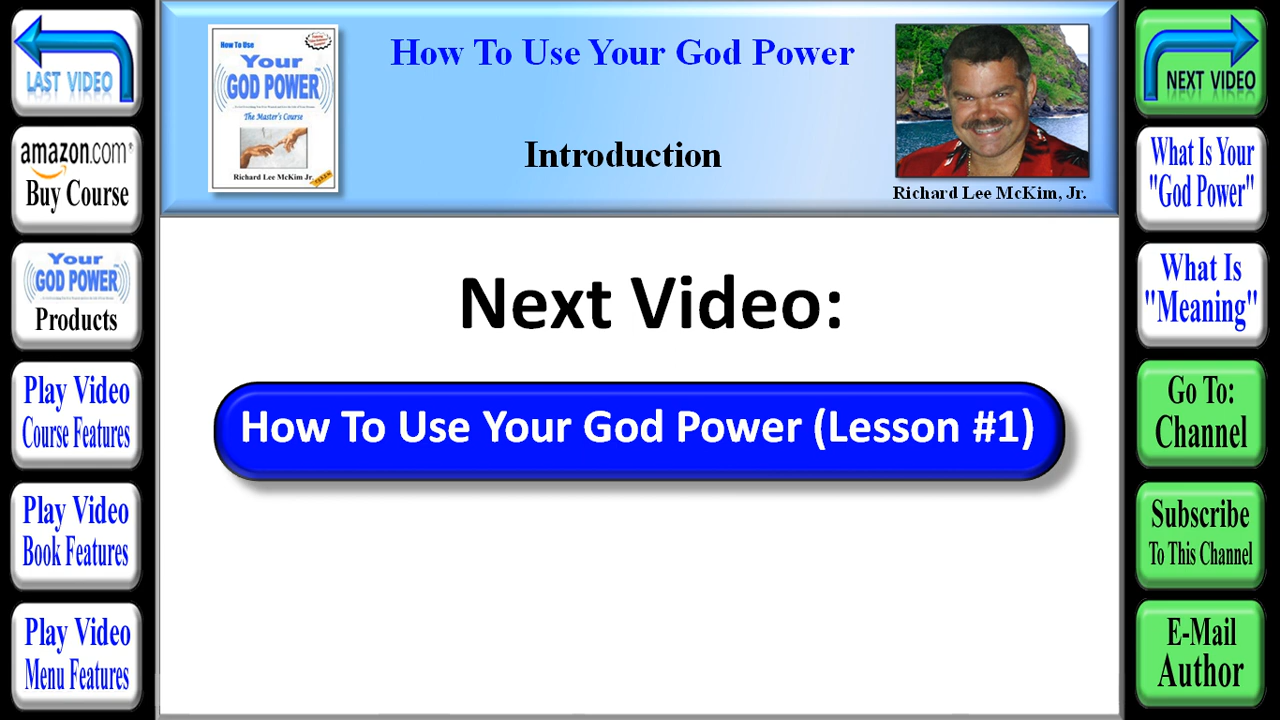 LAST VIDEO
amazon.com
Buy Course
Your
GOD POWER
Products
Play Video
Course Features
Play Video
Book Features
Play Video
Menu Features
How To Use
Your
GOD POWER
The Master's Course
Richard Lee McKim Jr.
How To Use Your God Power
Introduction
Richard Lee McKim, Jr.
Next Video:
How To Use Your God Power (Lesson #1)
NEXT VIDEO
What Is Your
"God Power"
What Is
"Meaning"
Go To:
Channel
Subscribe
To This Channel
E-Mail
Author